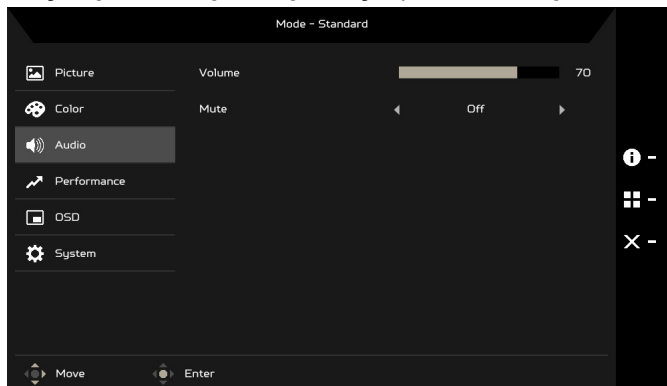 Mode - Standard
Picture
Volume 70
Color
Mute Off
Audio
Performance
OSD
System
Move Enter